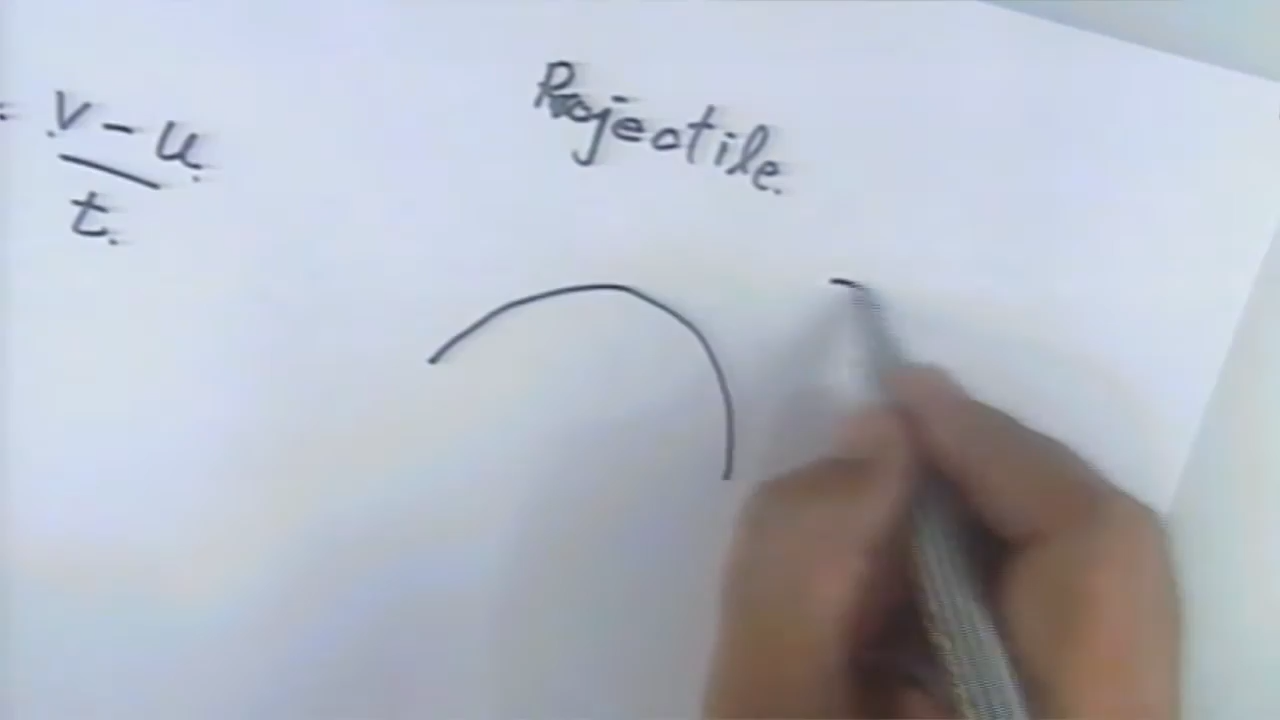 = v - u
t.
Projectile.